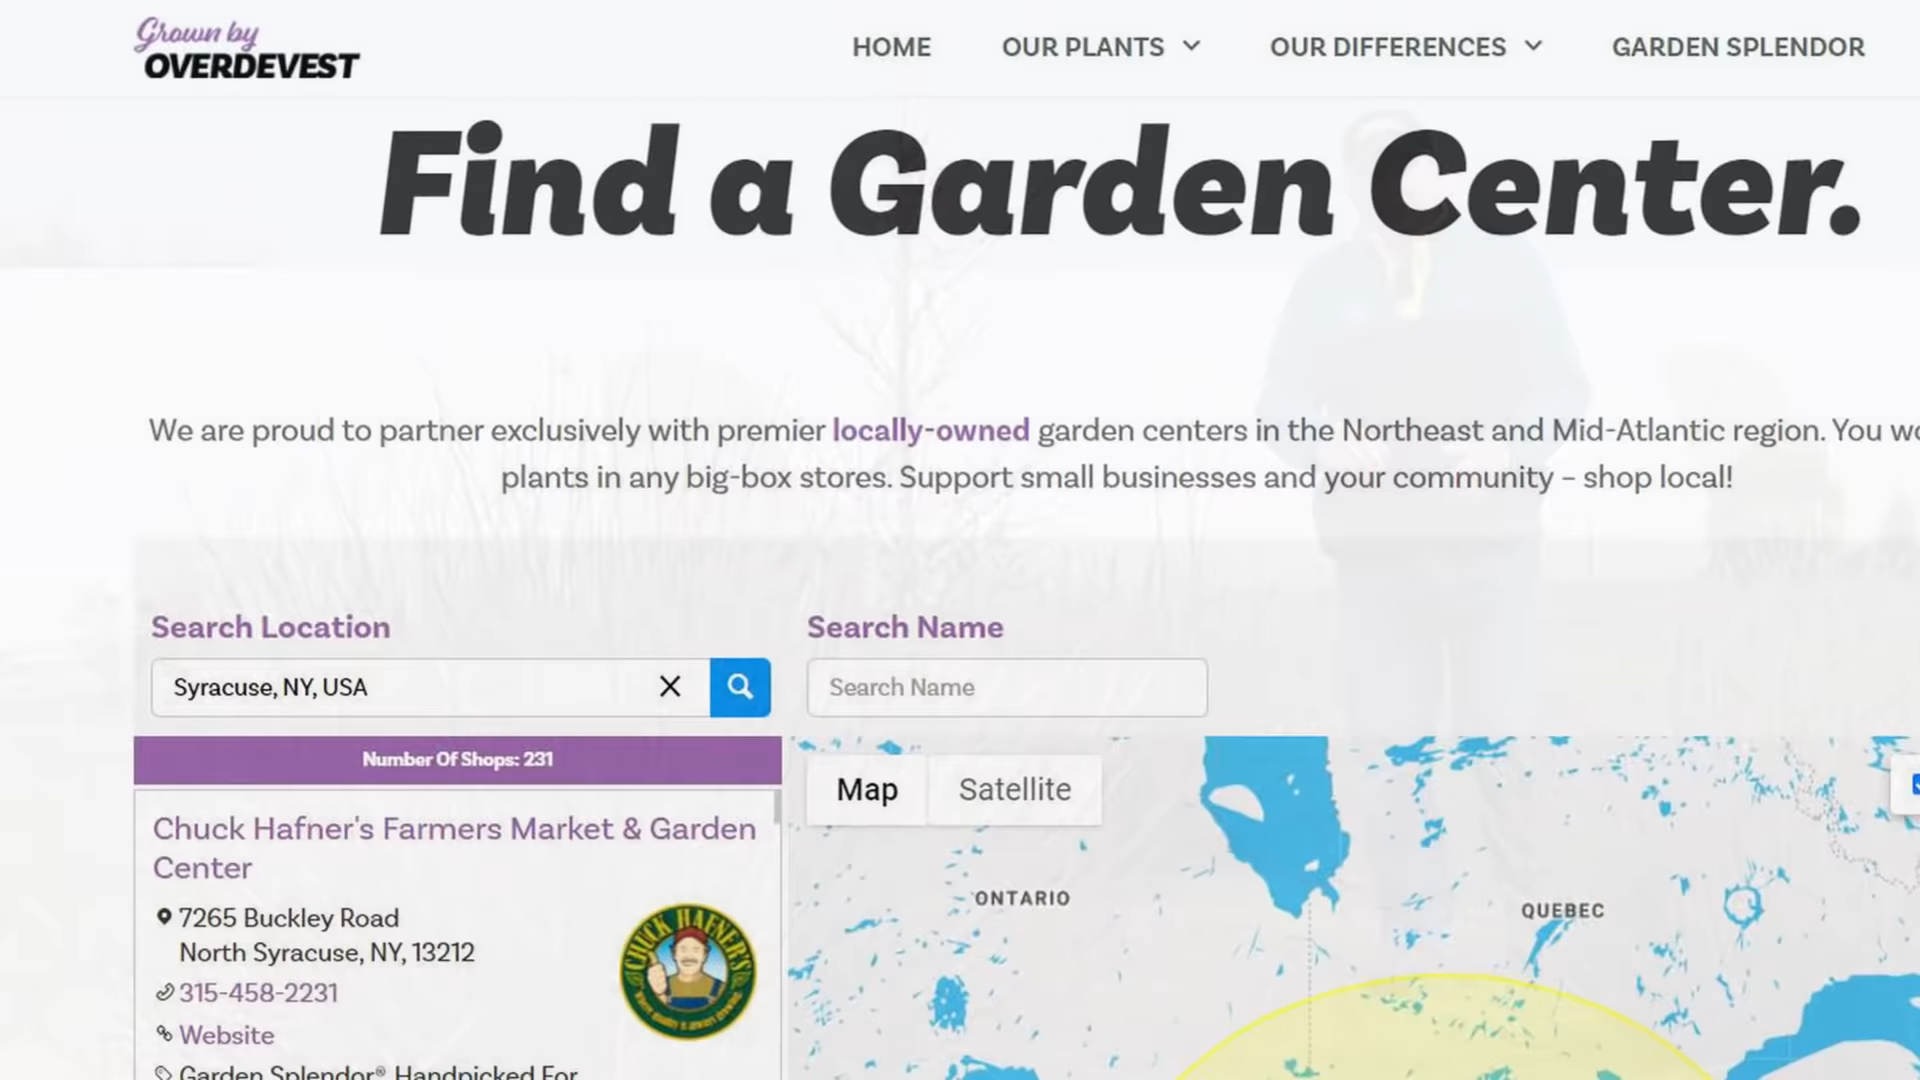 Grown by
OVERDEVEST
HOME
OUR PLANTS
OUR DIFFERENCES
GARDEN SPLENDOR
Find a Garden Center.
We are proud to partner exclusively with premier locally-owned garden centers in the Northeast and Mid-Atlantic region. You
plants in any big-box stores. Support small businesses and your community – shop local!
Search Location
Search Name
Syracuse, NY, USA
Search Name
Number Of Shops: 231
Map
Satellite
Chuck Hafner's Farmers Market & Garden
Center
7265 Buckley Road
North Syracuse, NY, 13212
315-458-2231
Website
Garden Splendor® Handpicked For
CHUCK HAFNER'S
ONTARIO
QUEBEC